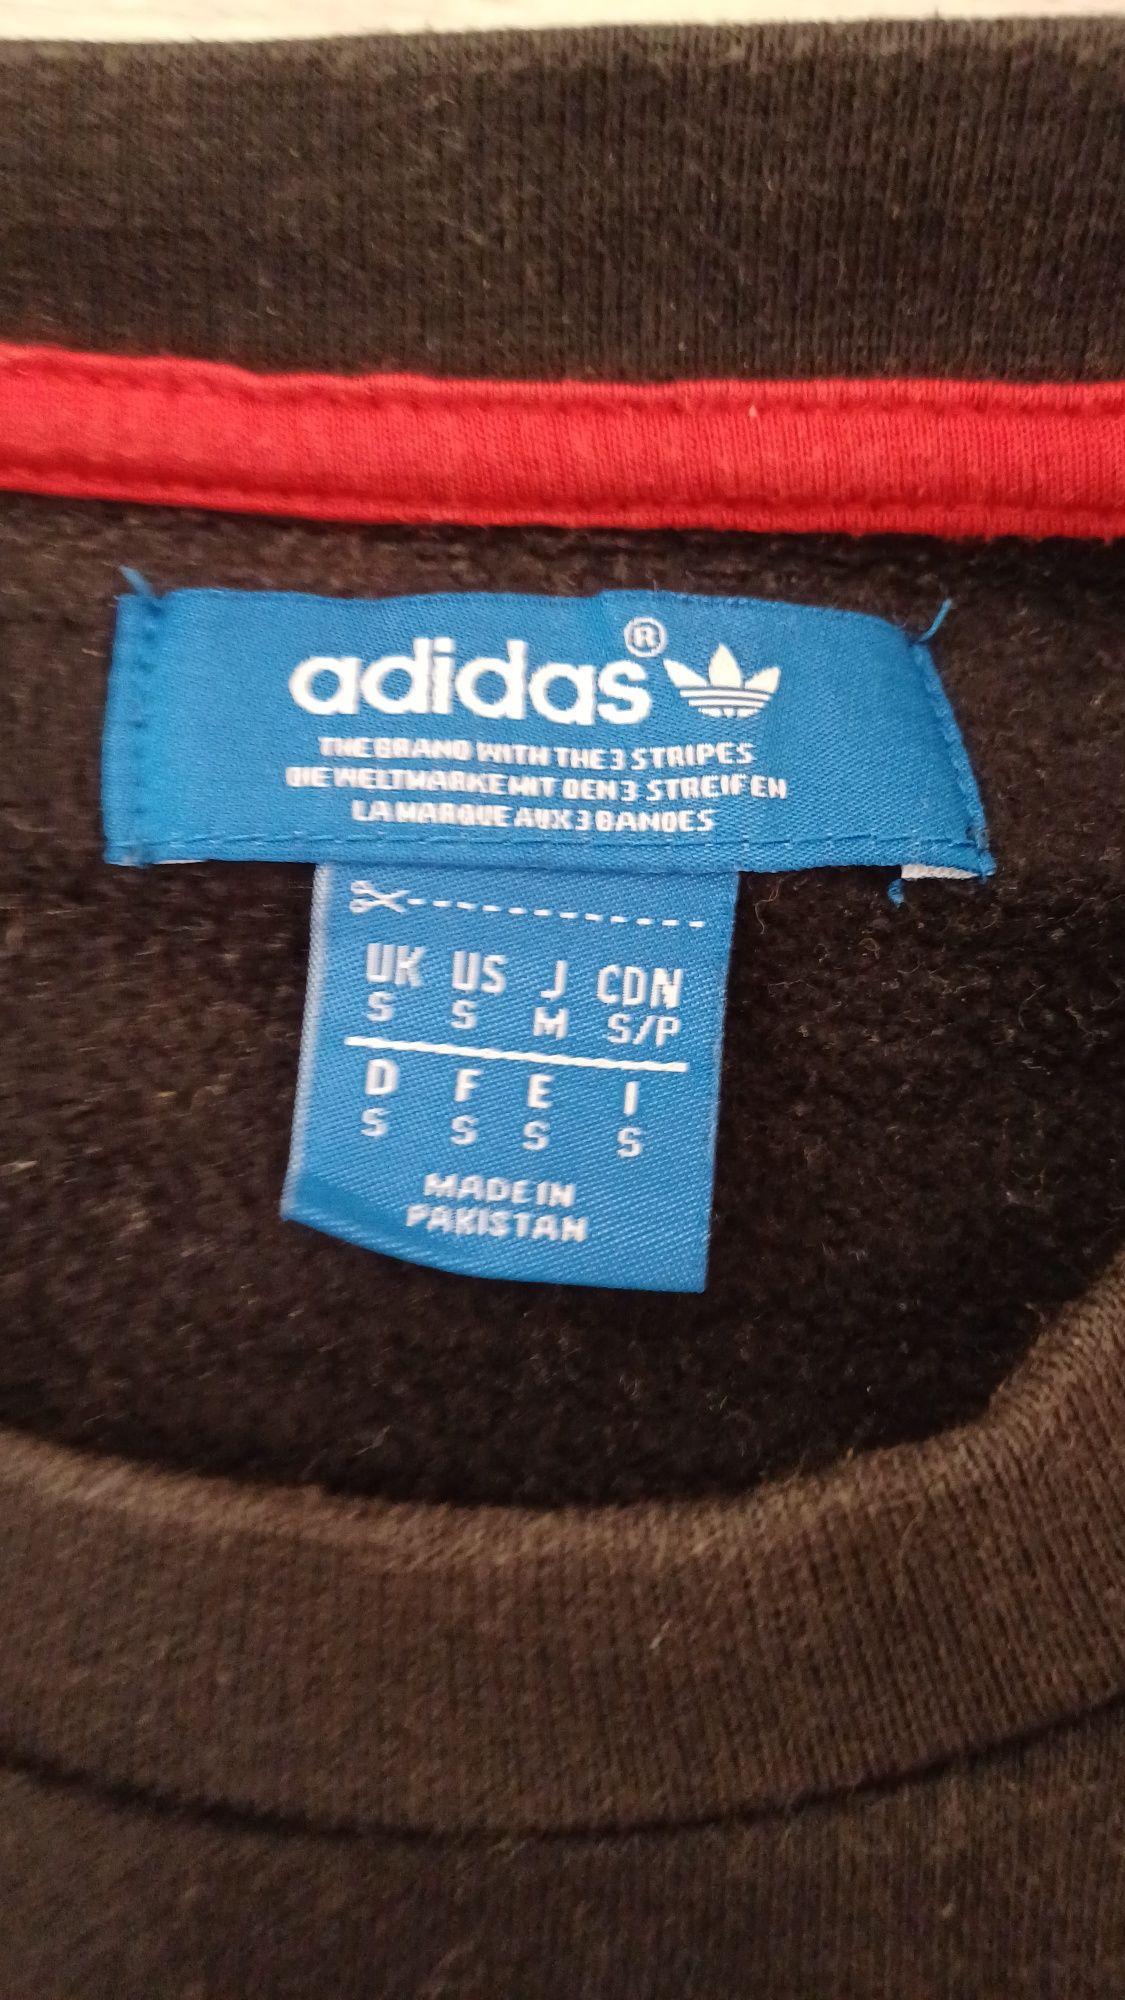 adidas®
THE BRAND WITH THE 3 STRIPES
DIE WELTMARKE MIT DEN 3 STREIFEN
LA MARQUE AUX 3 BANDES
UK US J CDN
S S M S/P
D F E I
S S S S
MADE IN
PAKISTAN